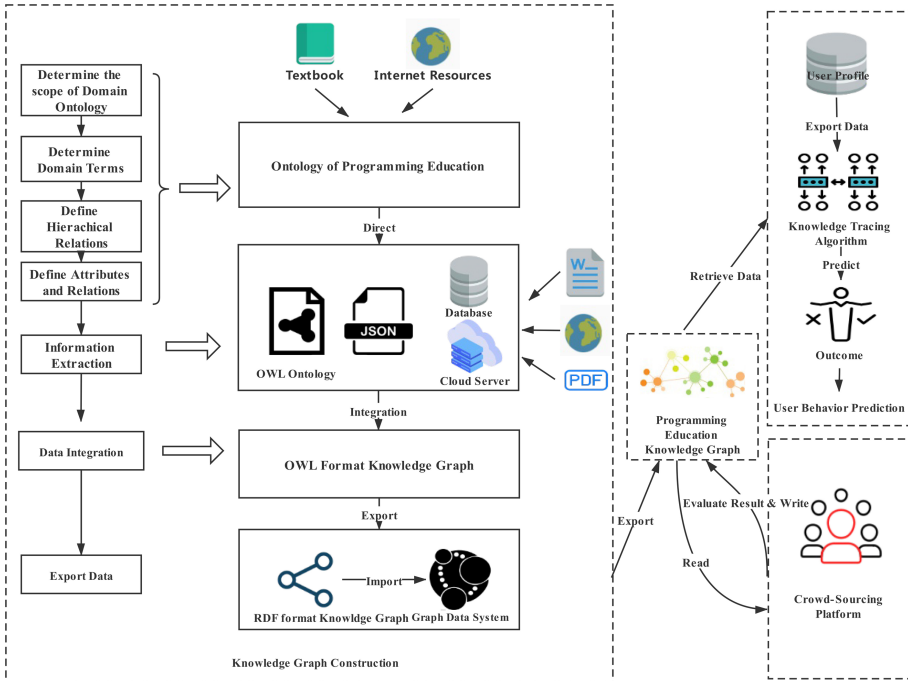 Textbook
Internet Resources
Determine the
scope of Domain
Ontology
Determine
Domain Terms
Define
Hierachical
Relations
Define Attributes
and Relations
Information
Extraction
Data Integration
Export Data
Ontology of Programming Education
Direct
OWL Ontology
JSON
Database
Cloud Server
W
PDF
Integration
OWL Format Knowledge Graph
Export
RDF format Knowldge Graph
Import
Graph Data System
Knowledge Graph Construction
Export
Programming
Education
Knowledge Graph
Retrieve Data
Evaluate Result & Write
Read
User Profile
Export Data
Knowledge Tracing
Algorithm
Predict
Outcome
User Behavior Prediction
Crowd-Sourcing
Platform